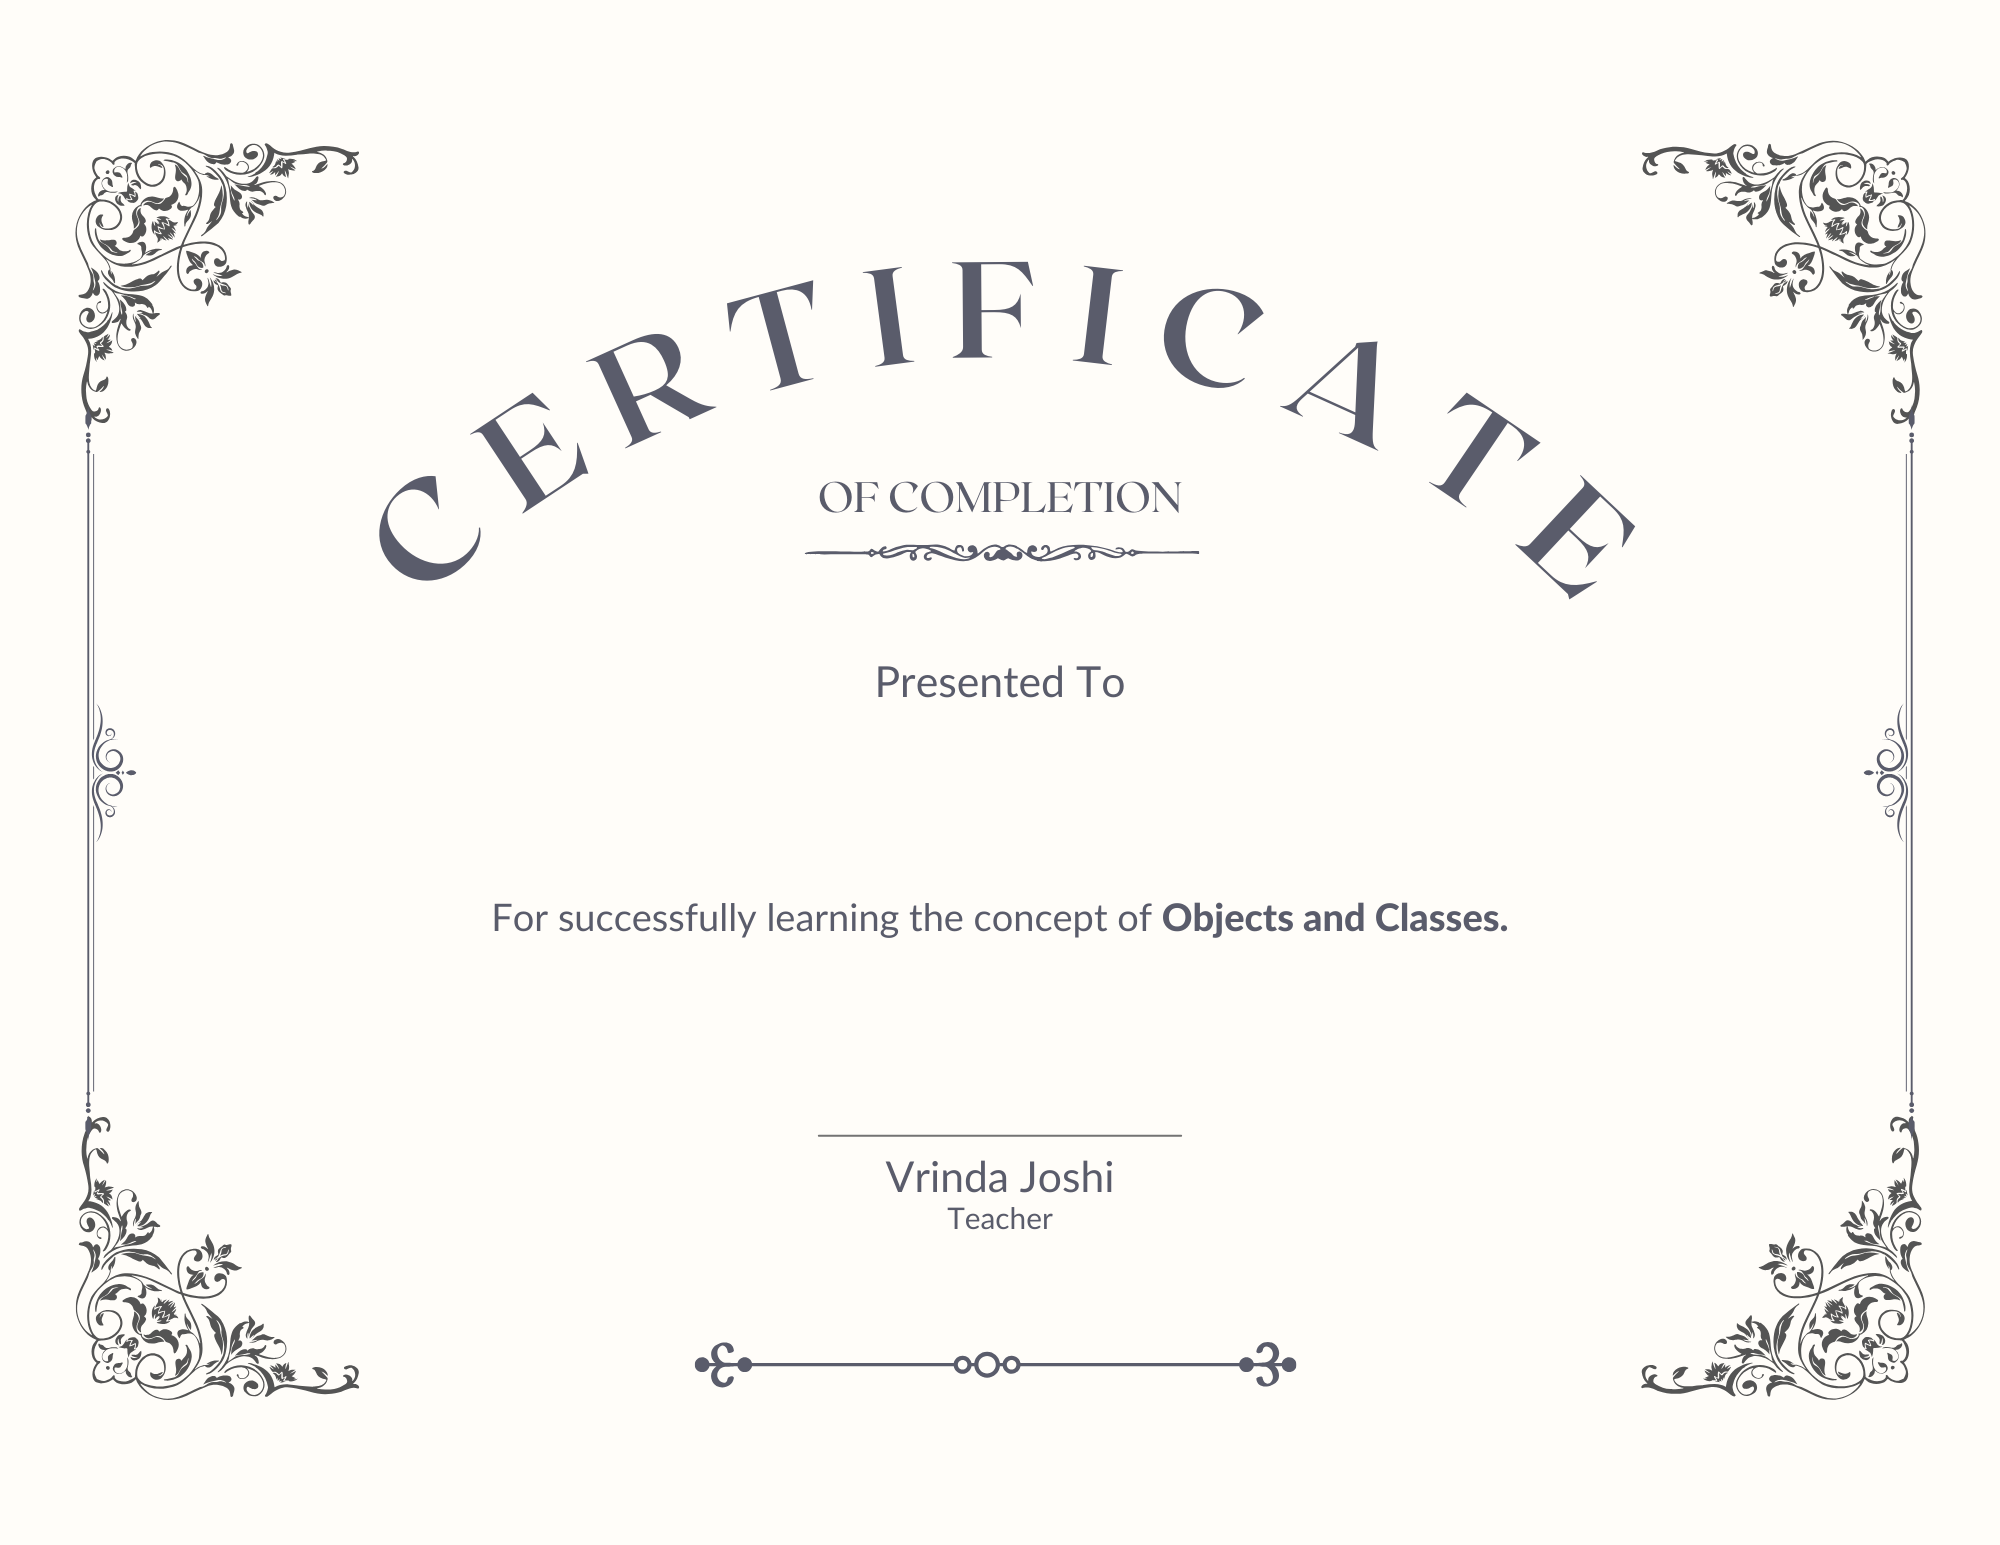 CERTIFICATE
OF COMPLETION
Presented To
For successfully learning the concept of Objects and Classes.
Vrinda Joshi
Teacher